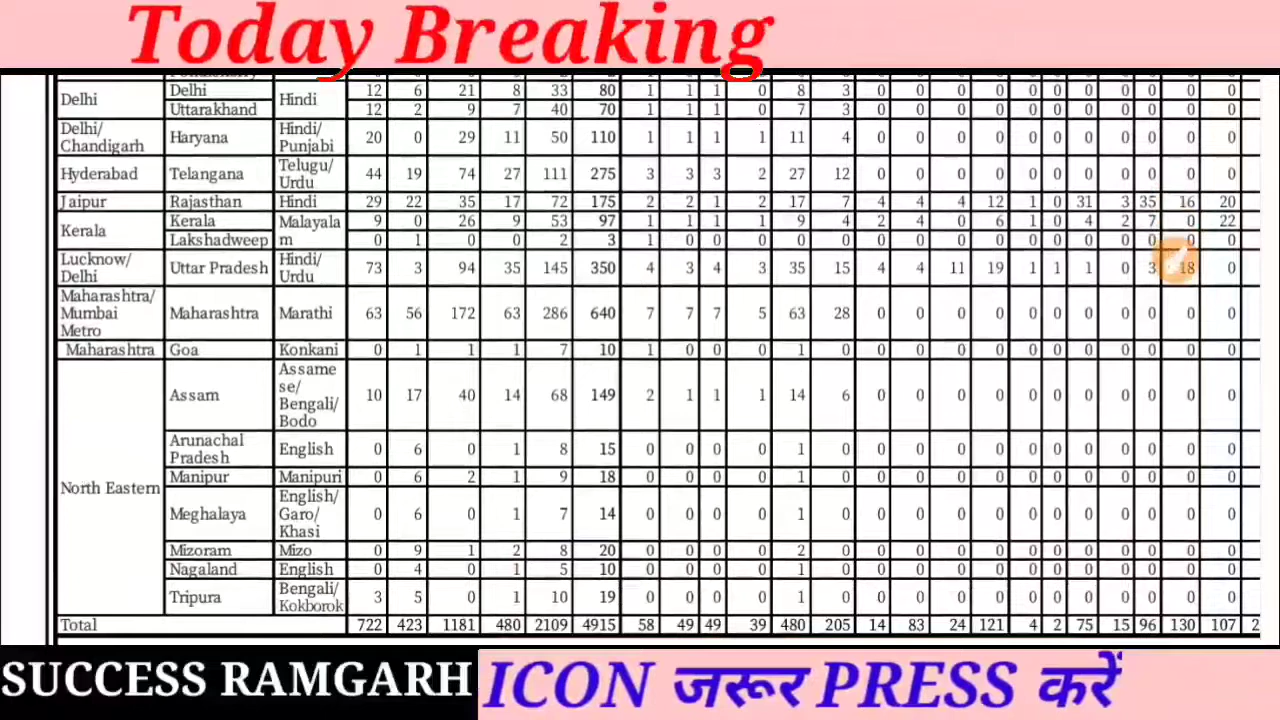 Today Breaking
Delhi Delhi Hindi 12 6 21 8 33 80 1 1 1 0 8 3 0 0 0 0 0 0 0 0 0 0 0
Uttarakhand 12 2 9 7 40 70 1 1 1 0 7 3 0 0 0 0 0 0 0 0 0 0 0
Delhi/ Chandigarh Haryana Hindi/ Punjabi 20 0 29 11 50 110 1 1 1 1 11 4 0 0 0 0 0 0 0 0 0 0 0
Hyderabad Telangana Telugu/ Urdu 44 19 74 27 111 275 3 3 3 2 27 12 0 0 0 0 0 0 0 0 0 0 0
Jaipur Rajasthan Hindi 29 22 35 17 72 175 2 2 1 2 17 7 4 4 4 12 1 0 31 3 35 16 20
Kerala Kerala Malayala m 9 0 26 9 53 97 1 1 1 1 9 4 2 4 0 6 1 0 4 2 7 0 22
Lakshadweep 0 1 0 0 2 3 1 0 0 0 0 0 0 0 0 0 0 0 0 0 0 0 0
Lucknow/ Delhi Uttar Pradesh Hindi/ Urdu 73 3 94 35 145 350 4 3 4 3 35 15 4 4 11 19 1 1 1 0 3 18 0
Maharashtra/ Mumbai Metro Maharashtra Marathi 63 56 172 63 286 640 7 7 7 5 63 28 0 0 0 0 0 0 0 0 0 0 0
Maharashtra Goa Konkani 0 1 1 1 7 10 1 0 0 0 1 0 0 0 0 0 0 0 0 0 0 0 0
North Eastern Assam Assame se/ Bengali/ Bodo 10 17 40 14 68 149 2 1 1 1 14 6 0 0 0 0 0 0 0 0 0 0 0
Arunachal Pradesh English 0 6 0 1 8 15 0 0 0 0 1 0 0 0 0 0 0 0 0 0 0 0 0
Manipur Manipuri 0 6 2 1 9 18 0 0 0 0 1 0 0 0 0 0 0 0 0 0 0 0 0
Meghalaya English/ Garo/ Khasi 0 6 0 1 7 14 0 0 0 0 1 0 0 0 0 0 0 0 0 0 0 0 0
Mizoram Mizo 0 9 1 2 8 20 0 0 0 0 2 0 0 0 0 0 0 0 0 0 0 0 0
Nagaland English 0 4 0 1 5 10 0 0 0 0 1 0 0 0 0 0 0 0 0 0 0 0 0
Tripura Bengali/ Kokborok 3 5 0 1 10 19 0 0 0 0 1 0 0 0 0 0 0 0 0 0 0 0 0
Total 722 423 1181 480 2109 4915 58 49 49 39 480 205 14 83 24 121 4 2 75 15 96 130 107 2
SUCCESS RAMGARH ICON जरूर PRESS करें